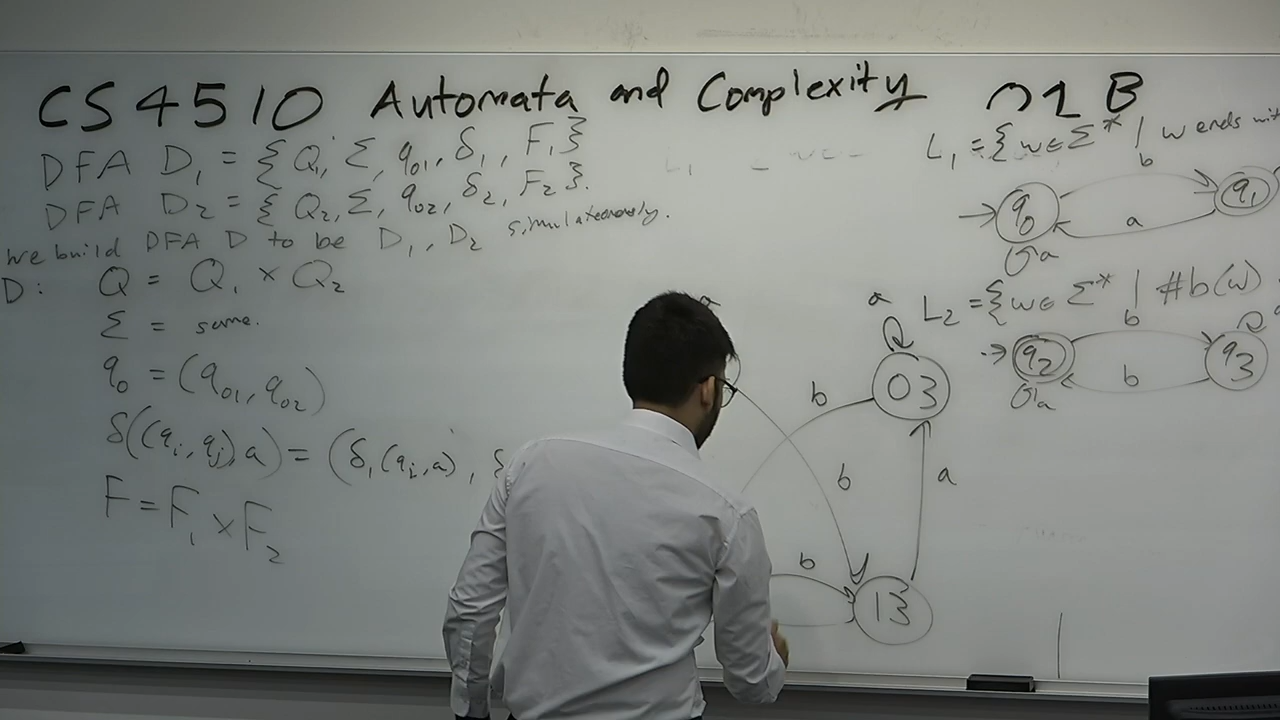 CS 4510 Automata and Complexity 01 B
DFA D₁ = {Q₁, Σ, q₀₁, δ₁, F₁}
DFA D₂ = {Q₂, Σ, q₀₂, δ₂, F₂}.
we build DFA D to be D₁, D₂ simulateneously.
D: Q = Q₁ × Q₂
Σ = same.
q₀ = (q₀₁, q₀₂)
δ((qᵢ, qⱼ), a) = (δ₁(qᵢ, a),
F = F₁ × F₂
a
b
03
a
b
a
b
13
L₁ = {w ∈ Σ* | w ends
b
q₀
q₁
a
a
L₂ = {w ∈ Σ* | #b(w)
b
q₂
q₃
b
a